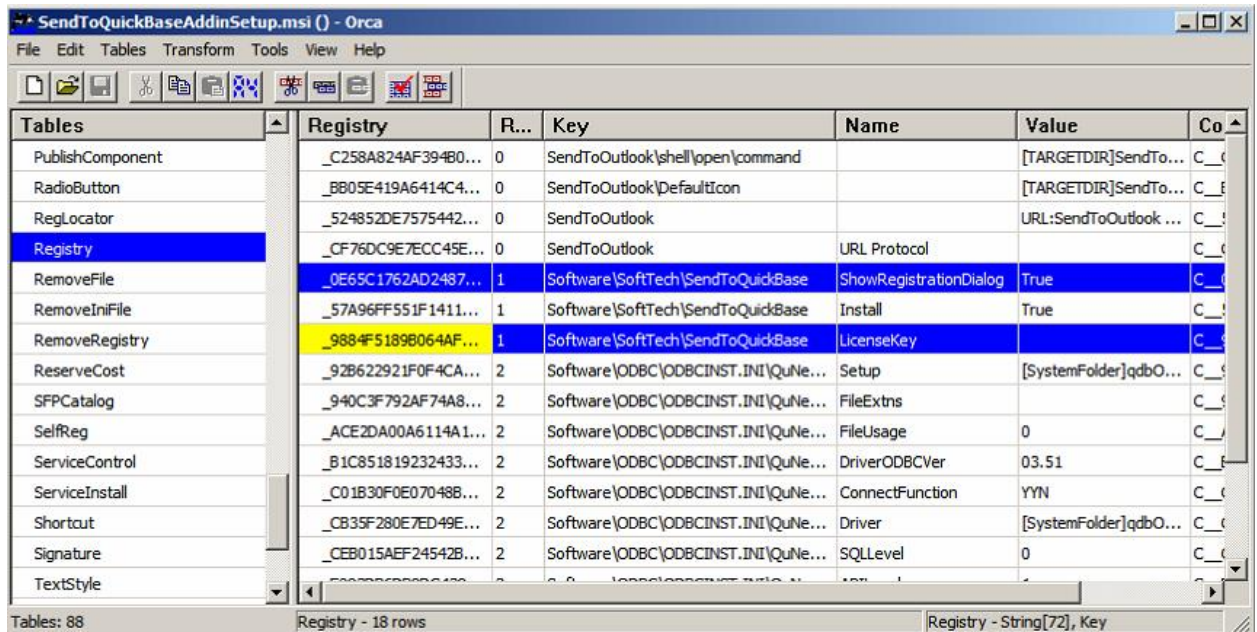 SendToQuickBaseAddinSetup.msi () - Orca
File Edit Tables Transform Tools View Help
Tables Registry R... Key Name Value Co
PublishComponent _C258A824AF394B0... 0 SendToOutlook\shell\open\command [TARGETDIR]SendTo...
RadioButton _BB05E419A6414C4... 0 SendToOutlook\DefaultIcon [TARGETDIR]SendTo...
RegLocator _524852DE7575442... 0 SendToOutlook URL:SendToOutlook ...
Registry _CF76DC9E7ECC45E... 0 SendToOutlook URL Protocol
RemoveFile _0E65C1762AD2487... 1 Software\SoftTech\SendToQuickBase ShowRegistrationDialog True
RemoveIniFile _57A96FF551F1411... 1 Software\SoftTech\SendToQuickBase Install True
RemoveRegistry _9884F5189B064AF... 1 Software\SoftTech\SendToQuickBase LicenseKey
ReserveCost _92B622921F0F4CA... 2 Software\ODBC\ODBCINST.INI\QuNe... Setup [SystemFolder]qdbO...
SFPCatalog _940C3F792AF74A8... 2 Software\ODBC\ODBCINST.INI\QuNe... FileExtns
SelfReg _ACE2DA00A6114A1... 2 Software\ODBC\ODBCINST.INI\QuNe... FileUsage 0
ServiceControl _B1C851819232433... 2 Software\ODBC\ODBCINST.INI\QuNe... DriverODBCVer 03.51
ServiceInstall _C01B30F0E07048B... 2 Software\ODBC\ODBCINST.INI\QuNe... ConnectFunction YYN
Shortcut _CB35F280E7ED49E... 2 Software\ODBC\ODBCINST.INI\QuNe... Driver [SystemFolder]qdbO...
Signature _CEB015AEF24542B... 2 Software\ODBC\ODBCINST.INI\QuNe... SQLLevel 0
TextStyle
Tables: 88 Registry - 18 rows Registry - String[72], Key